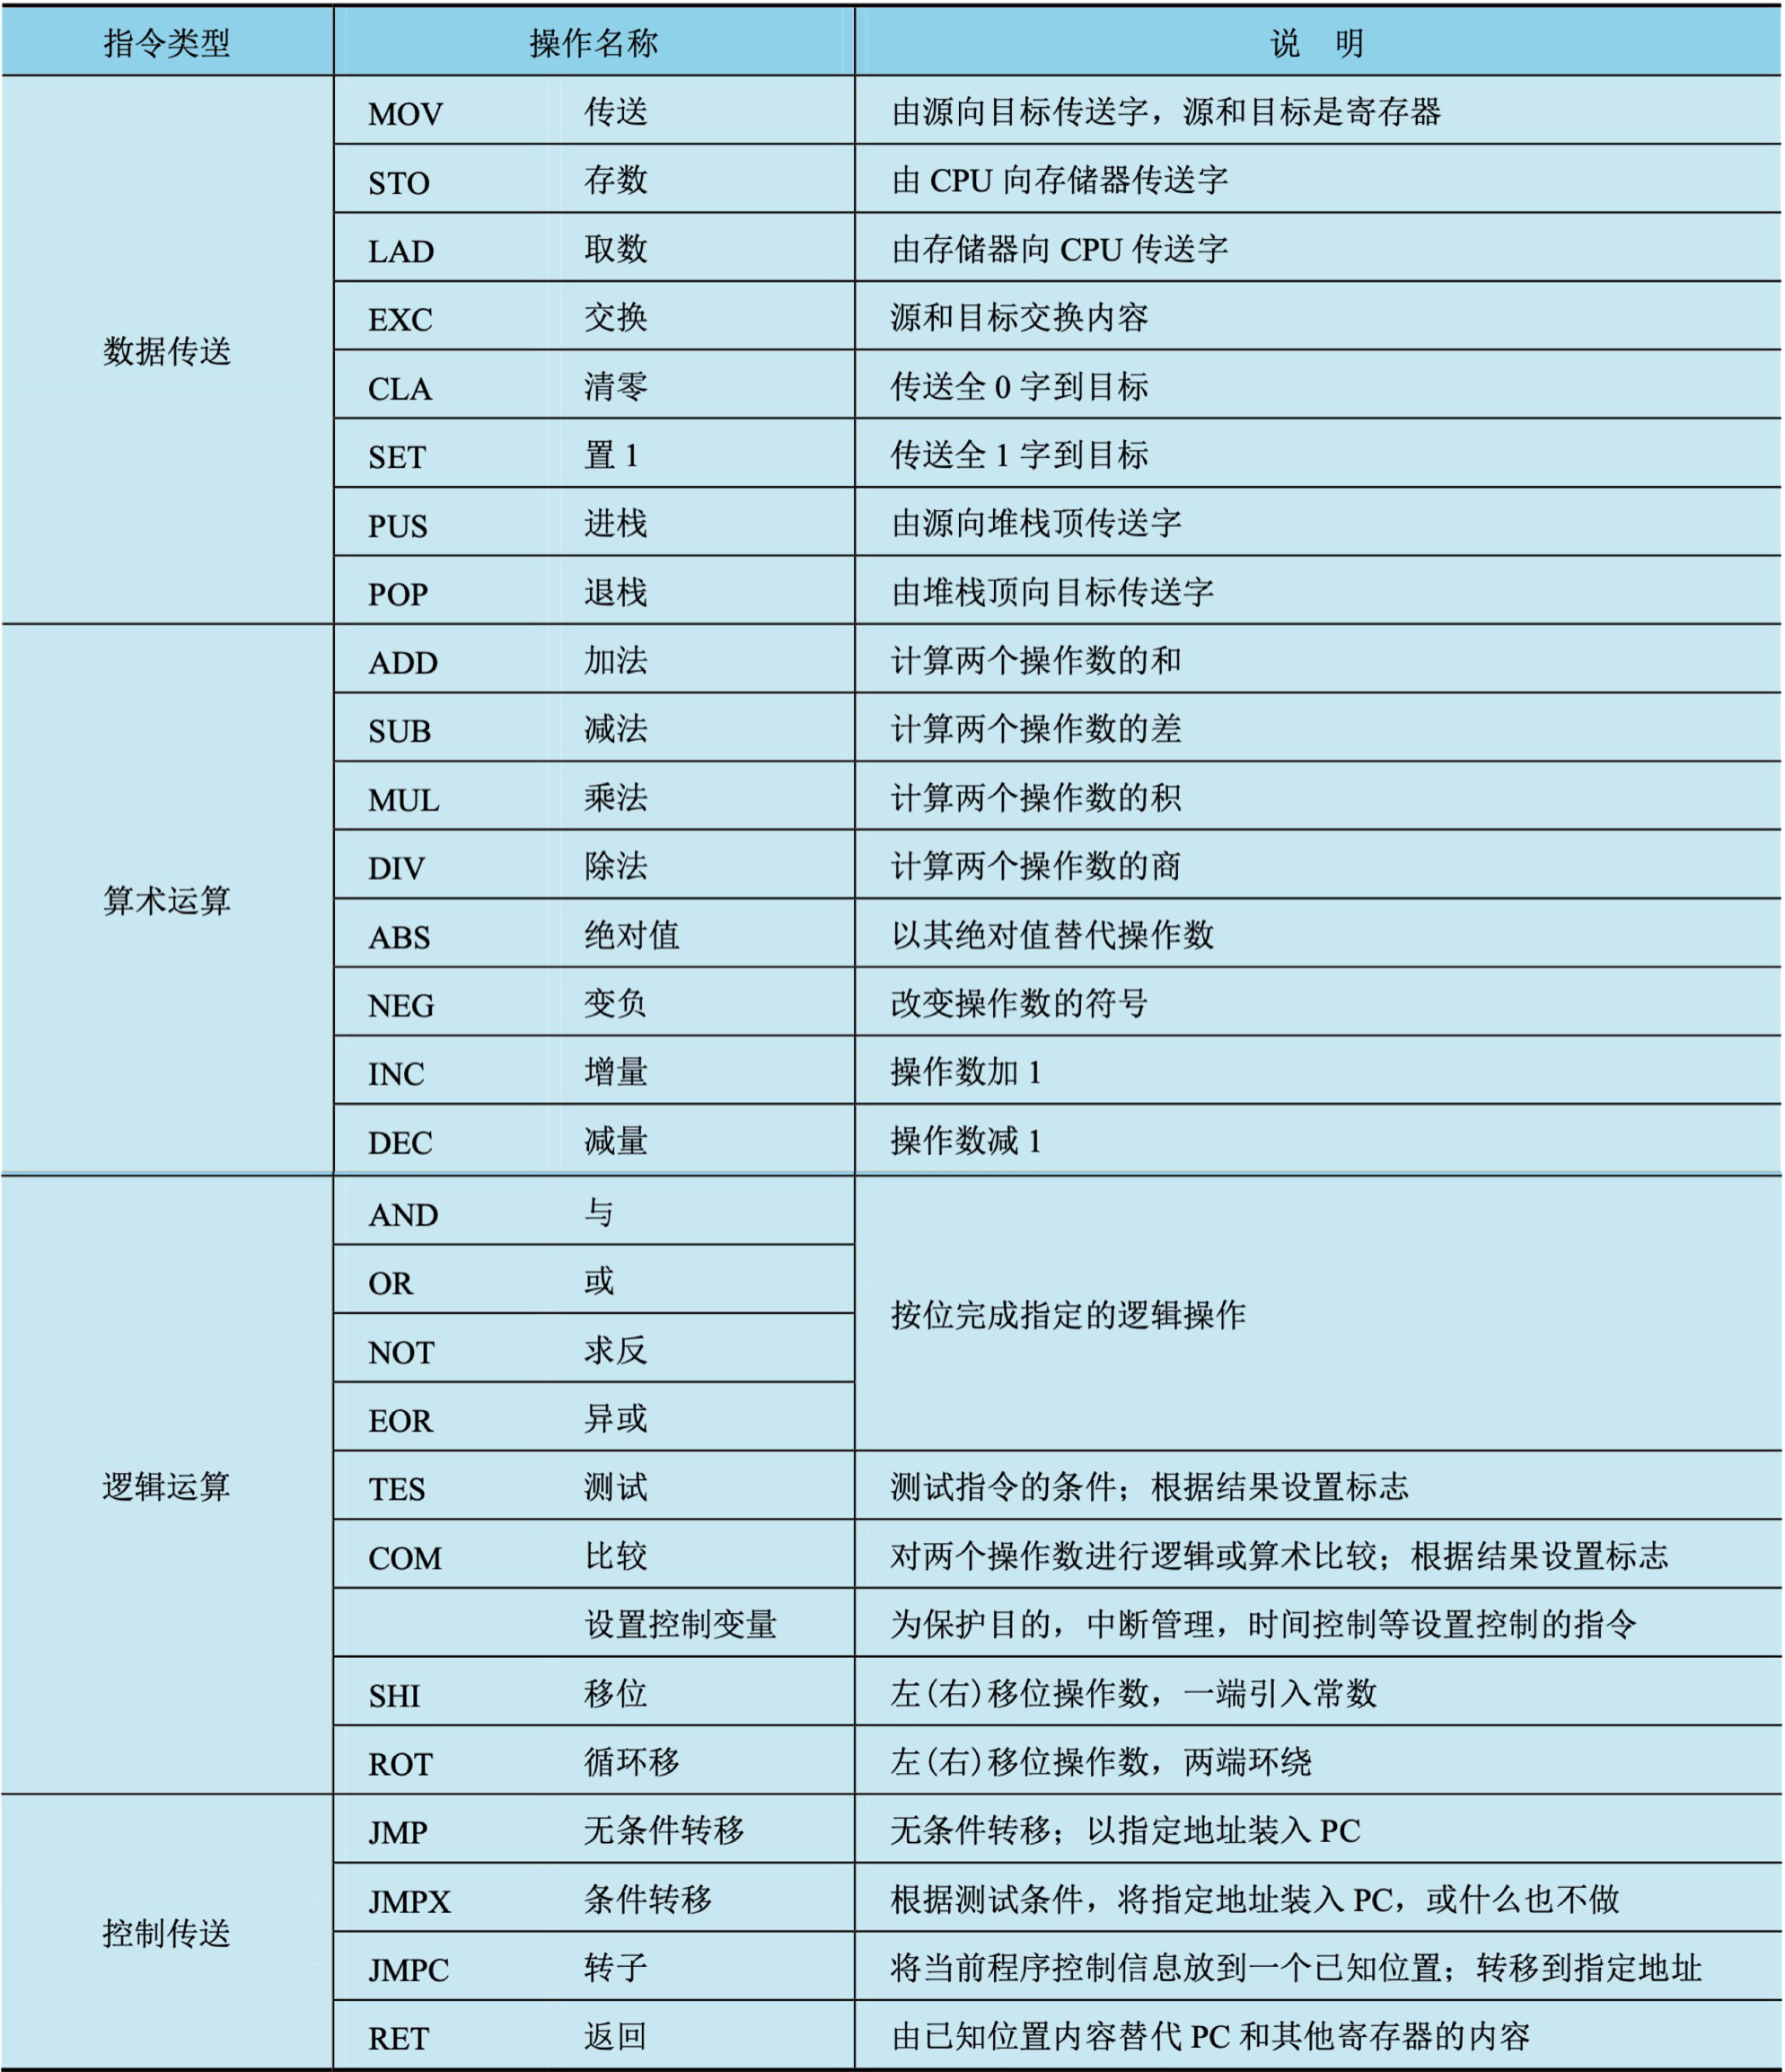 指令类型 操作名称 说 明
数据传送
MOV 传送 由源向目标传送字，源和目标是寄存器
STO 存数 由 CPU 向存储器传送字
LAD 取数 由存储器向 CPU 传送字
EXC 交换 源和目标交换内容
CLA 清零 传送全 0 字到目标
SET 置 1 传送全 1 字到目标
PUS 进栈 由源向堆栈顶传送字
POP 退栈 由堆栈顶向目标传送字
算术运算
ADD 加法 计算两个操作数的和
SUB 减法 计算两个操作数的差
MUL 乘法 计算两个操作数的积
DIV 除法 计算两个操作数的商
ABS 绝对值 以其绝对值替代操作数
NEG 变负 改变操作数的符号
INC 增量 操作数加 1
DEC 减量 操作数减 1
逻辑运算
AND 与
OR 或
NOT 求反
EOR 异或
按位完成指定的逻辑操作
TES 测试 测试指令的条件；根据结果设置标志
COM 比较 对两个操作数进行逻辑或算术比较；根据结果设置标志
设置控制变量 为保护目的，中断管理，时间控制等设置控制的指令
SHI 移位 左(右)移位操作数，一端引入常数
ROT 循环移 左(右)移位操作数，两端环绕
控制传送
JMP 无条件转移 无条件转移；以指定地址装入 PC
JMPX 条件转移 根据测试条件，将指定地址装入 PC，或什么也不做
JMPC 转子 将当前程序控制信息放到一个已知位置；转移到指定地址
RET 返回 由已知位置内容替代 PC 和其他寄存器的内容